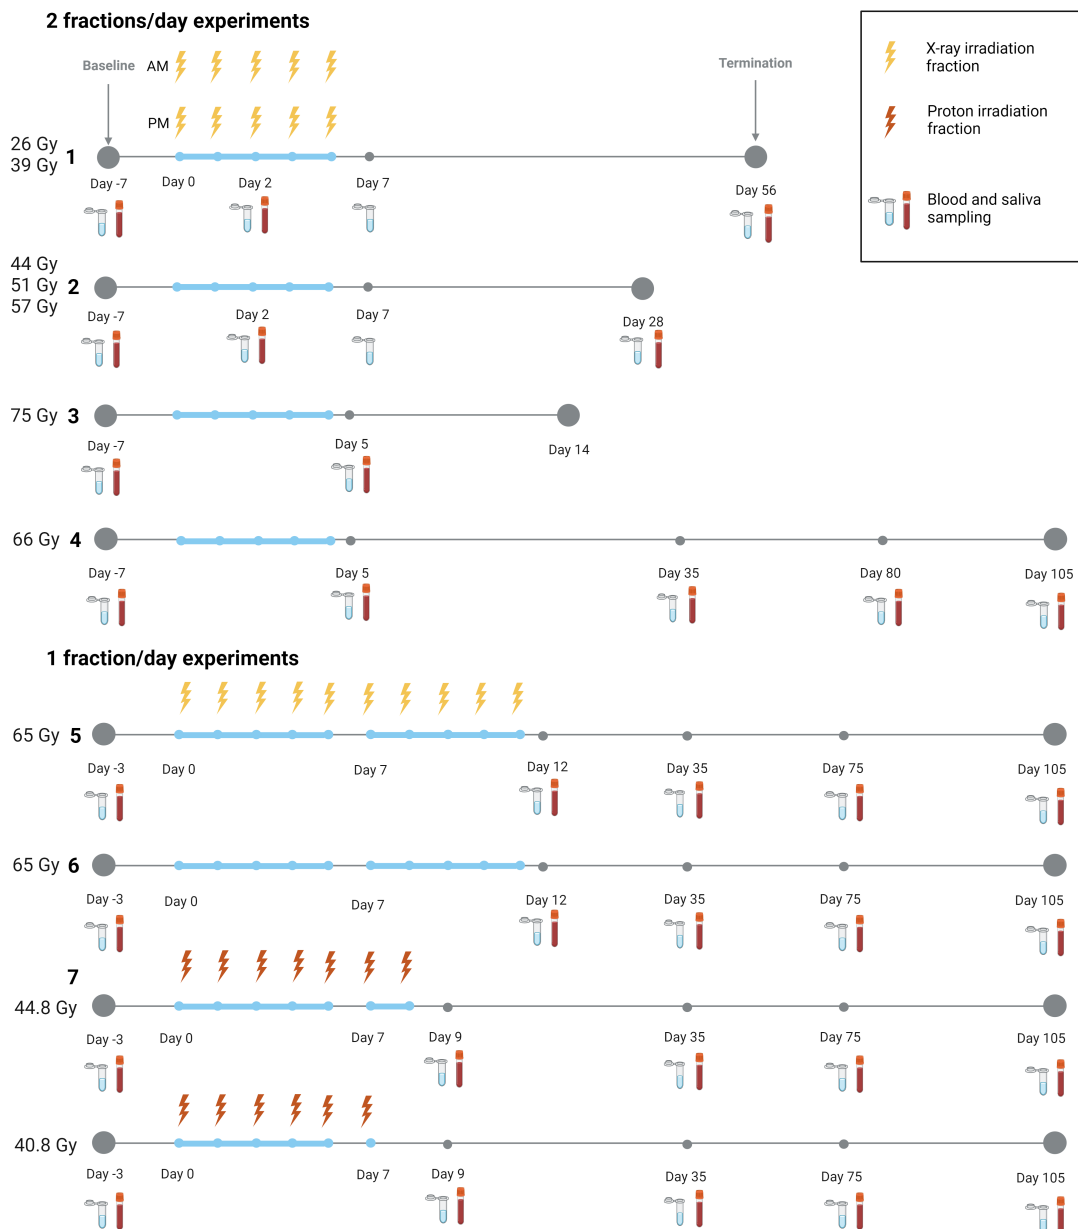 2 fractions/day experiments
Baseline
AM
Termination
X-ray irradiation
fraction
PM
Proton irradiation
fraction
26 Gy
39 Gy
1
Day -7
Day 0
Day 2
Day 7
Day 56
Blood and saliva
sampling
44 Gy
51 Gy
57 Gy
2
Day -7
Day 2
Day 7
Day 28
75 Gy
3
Day -7
Day 5
Day 14
66 Gy
4
Day -7
Day 5
Day 35
Day 80
Day 105
1 fraction/day experiments
65 Gy
5
Day -3
Day 0
Day 7
Day 12
Day 35
Day 75
Day 105
65 Gy
6
Day -3
Day 0
Day 7
Day 12
Day 35
Day 75
Day 105
7
44.8 Gy
Day -3
Day 0
Day 7
Day 9
Day 35
Day 75
Day 105
40.8 Gy
Day -3
Day 0
Day 7
Day 9
Day 35
Day 75
Day 105